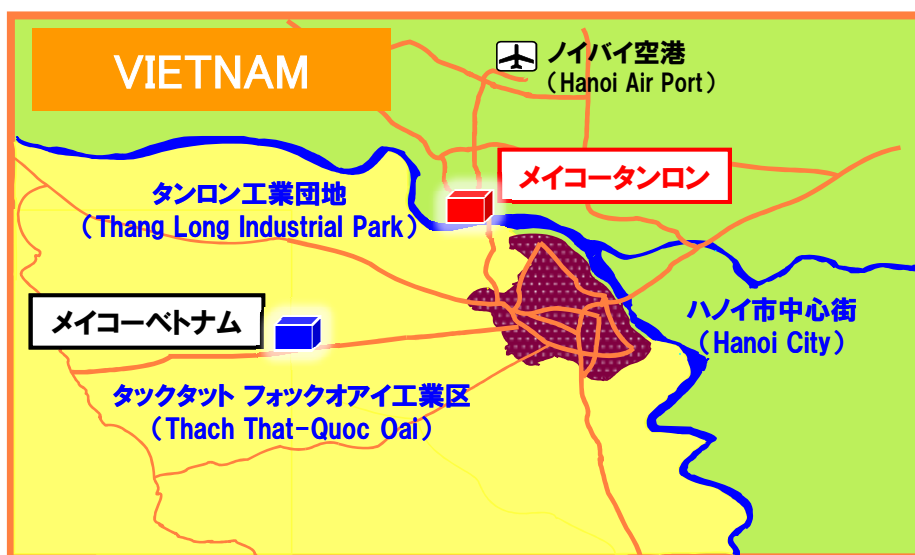 VIETNAM
ノイバイ空港
(Hanoi Air Port)
メイコータンロン
タンロン工業団地
(Thang Long Industrial Park)
メイコーベトナム
ハノイ市中心街
(Hanoi City)
タックタット フォックオアイ工業区
(Thach That-Quoc Oai)